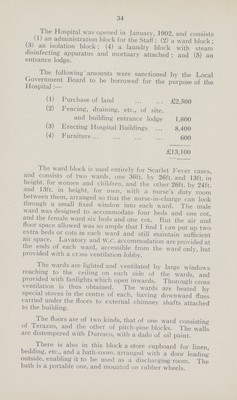 34
The Hospital was opened in January, 1902, and consists
(1) an administration block for the Staff; (2) a ward block;
(3) an isolation block; (4) a laundry block with steam
disinfecting apparatus and mortuary attached; and (5) an
entrance lodge.
The following amounts were sanctioned by the Local
Government Board to be borrowed for the purpose of the
Hospital:—
(1) Purchase of land ... ... £2,500
(2) Fencing, draining, etc., of site,
and building entrance lodge 1,600
(3) Erecting Hospital Buildings ... 8,400
(4) Furniture ... ... ... ... 600
£13,100
The ward block is used entirely for Scarlet Fever cases,
and consists of two wards, one 36ft. by 26ft. and 13ft. in
height, for women and children, and the other 26ft. by 24ft.
and 13ft. in height, for men, with a nurse's duty room
between them, arranged so that the nurse-in-charge can look
through a small fixed window into each ward. The male
ward was designed to accommodate four beds and one cot,
and the female ward six beds and one cot. But the air and
floor space allowed was so ample that I find I can put up two
extra beds or cots in each ward and still maintain sufficient
air space. Lavatory and w.c. accommodation are provided at
the ends of each ward, accessible from the ward only, but
provided with a cross ventilation lobby.
The wards are lighted and ventilated by large windows
reaching to the ceiling on each side of the wards, and
provided with fanlights which open inwards. Thorough cross
ventilation is thus obtained. The wards are heated by
special stoves in the centre of each, having downward flues
carried under the floors to external chimney shafts attached
to the building.
The floors are of two kinds, that of one ward consisting
of Terazzo, and the other of pitch-pine blocks. The walls
are distempered with Duresco, with a dado of oil paint.
There is also in this block a store cupboard for linen,
bedding, etc., and a bath-room, arranged with a door leading
outside, enabling it to be used as a discharging room. The
bath is a portable one, and mounted on rubber wheels.